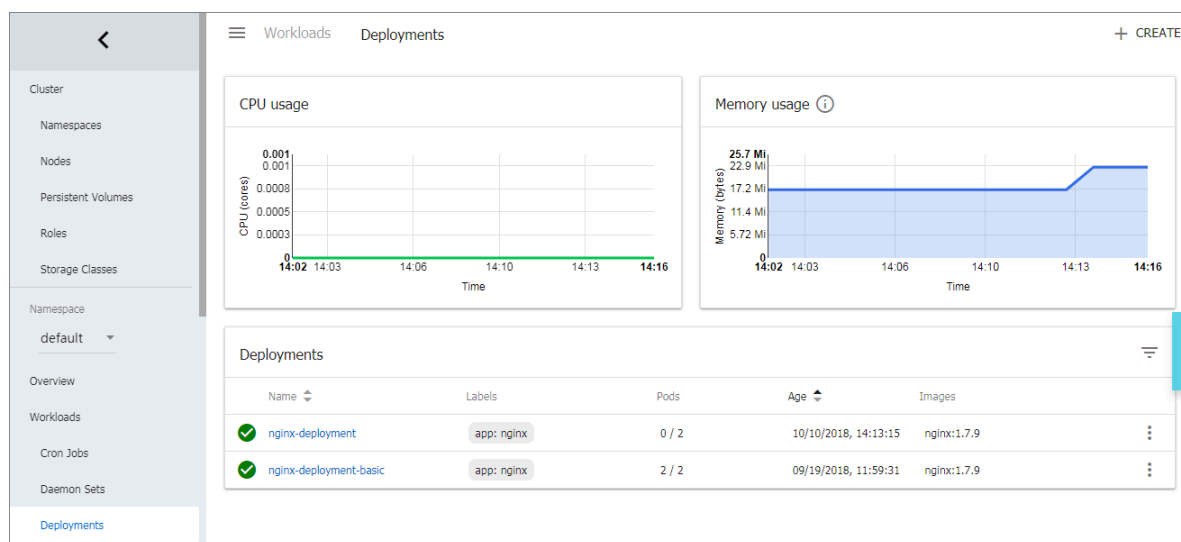 Workloads Deployments + CREATE
Cluster
Namespaces
Nodes
Persistent Volumes
Roles
Storage Classes
Namespace
default
Overview
Workloads
Cron Jobs
Daemon Sets
Deployments
CPU usage
CPU (cores)
0.001
0.001
0.0008
0.0005
0.0003
0
14:02 14:03 14:06 14:10 14:13 14:16
Time
Memory usage
Memory (bytes)
25.7 Mi
22.9 Mi
17.2 Mi
11.4 Mi
5.72 Mi
0
14:02 14:03 14:06 14:10 14:13 14:16
Time
Deployments
Name Labels Pods Age Images
nginx-deployment app: nginx 0 / 2 10/10/2018, 14:13:15 nginx:1.7.9
nginx-deployment-basic app: nginx 2 / 2 09/19/2018, 11:59:31 nginx:1.7.9